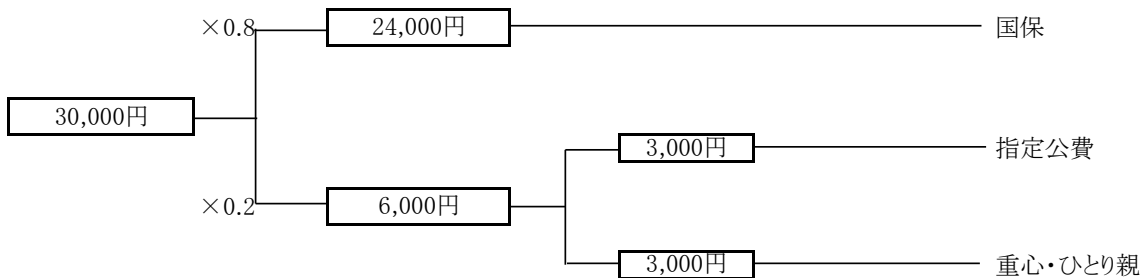 ×0.8
24,000円
国保
30,000円
3,000円
指定公費
×0.2
6,000円
3,000円
重心・ひとり親